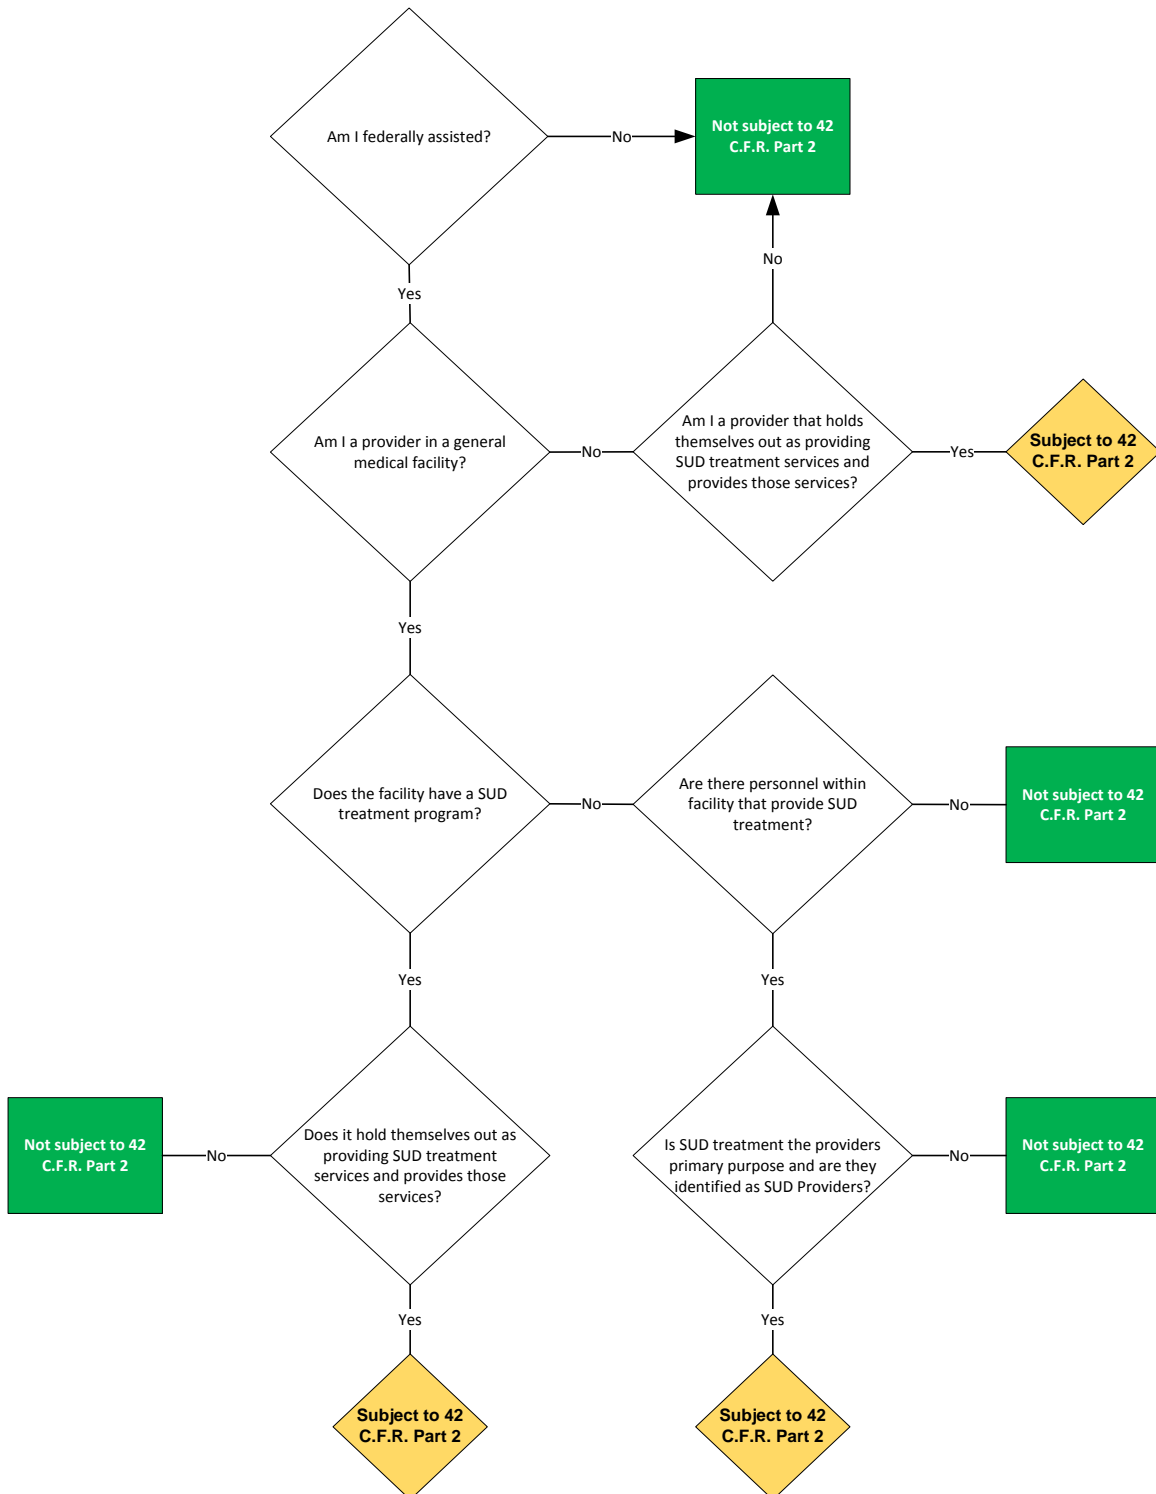 Am I federally assisted?
No
Not subject to 42
C.F.R. Part 2
Yes
No
Am I a provider in a general
medical facility?
No
Am I a provider that holds
themselves out as providing
SUD treatment services and
provides those services?
Yes
Subject to 42
C.F.R. Part 2
Yes
Does the facility have a SUD
treatment program?
No
Are there personnel within
facility that provide SUD
treatment?
No
Not subject to 42
C.F.R. Part 2
Yes
Yes
Not subject to 42
C.F.R. Part 2
No
Does it hold themselves out as
providing SUD treatment
services and provides those
services?
Is SUD treatment the providers
primary purpose and are they
identified as SUD Providers?
No
Not subject to 42
C.F.R. Part 2
Yes
Yes
Subject to 42
C.F.R. Part 2
Subject to 42
C.F.R. Part 2